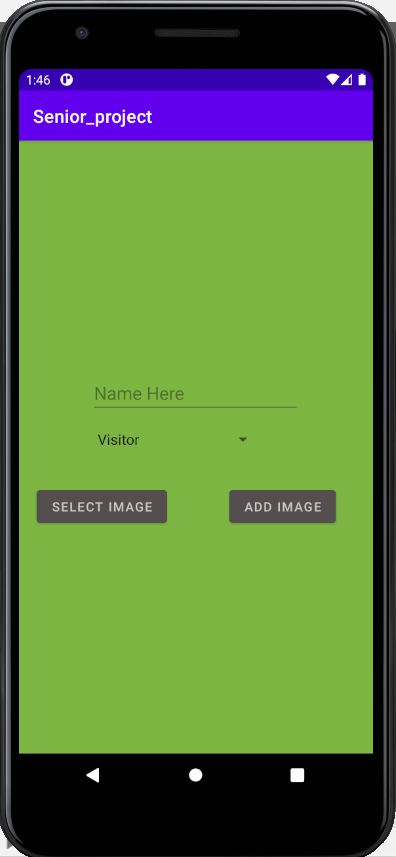 1:46
Senior_project
Name Here
Visitor
SELECT IMAGE
ADD IMAGE